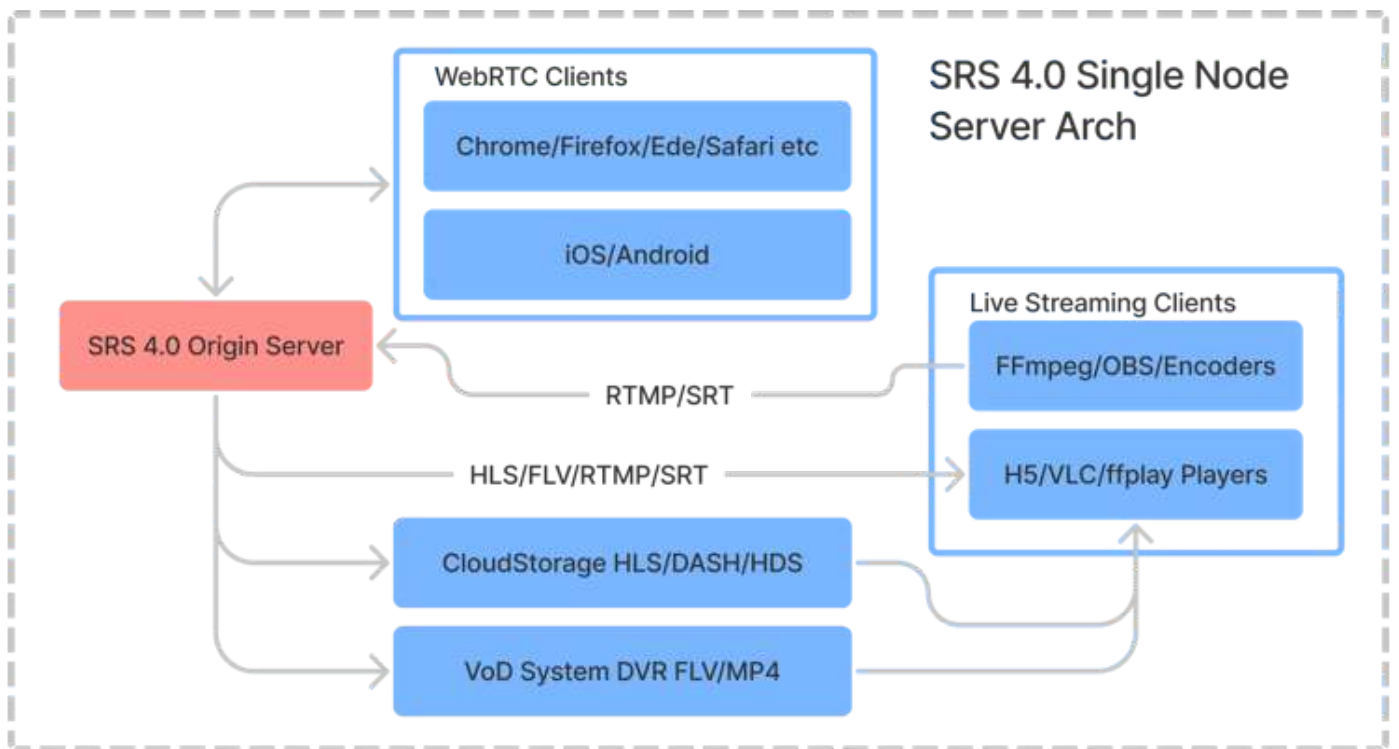 WebRTC Clients
SRS 4.0 Single Node
Server Arch
Chrome/Firefox/Ede/Safari etc
iOS/Android
Live Streaming Clients
SRS 4.0 Origin Server
FFmpeg/OBS/Encoders
RTMP/SRT
HLS/FLV/RTMP/SRT
H5/VLC/ffplay Players
CloudStorage HLS/DASH/HDS
VoD System DVR FLV/MP4